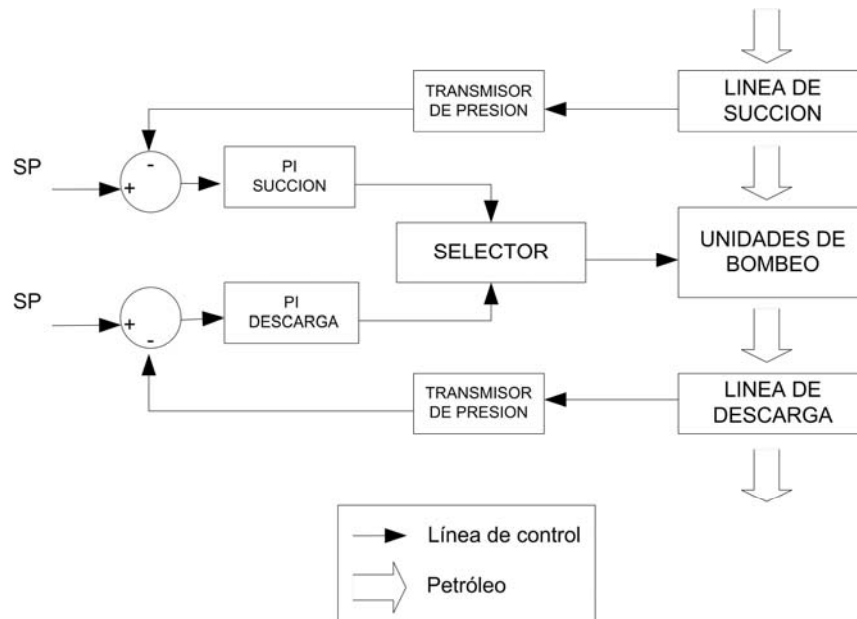 TRANSMISOR
DE PRESION
LINEA DE
SUCCION
-
SP
+
PI
SUCCION
SELECTOR
UNIDADES DE
BOMBEO
SP
+
-
PI
DESCARGA
TRANSMISOR
DE PRESION
LINEA DE
DESCARGA
Línea de control
Petróleo